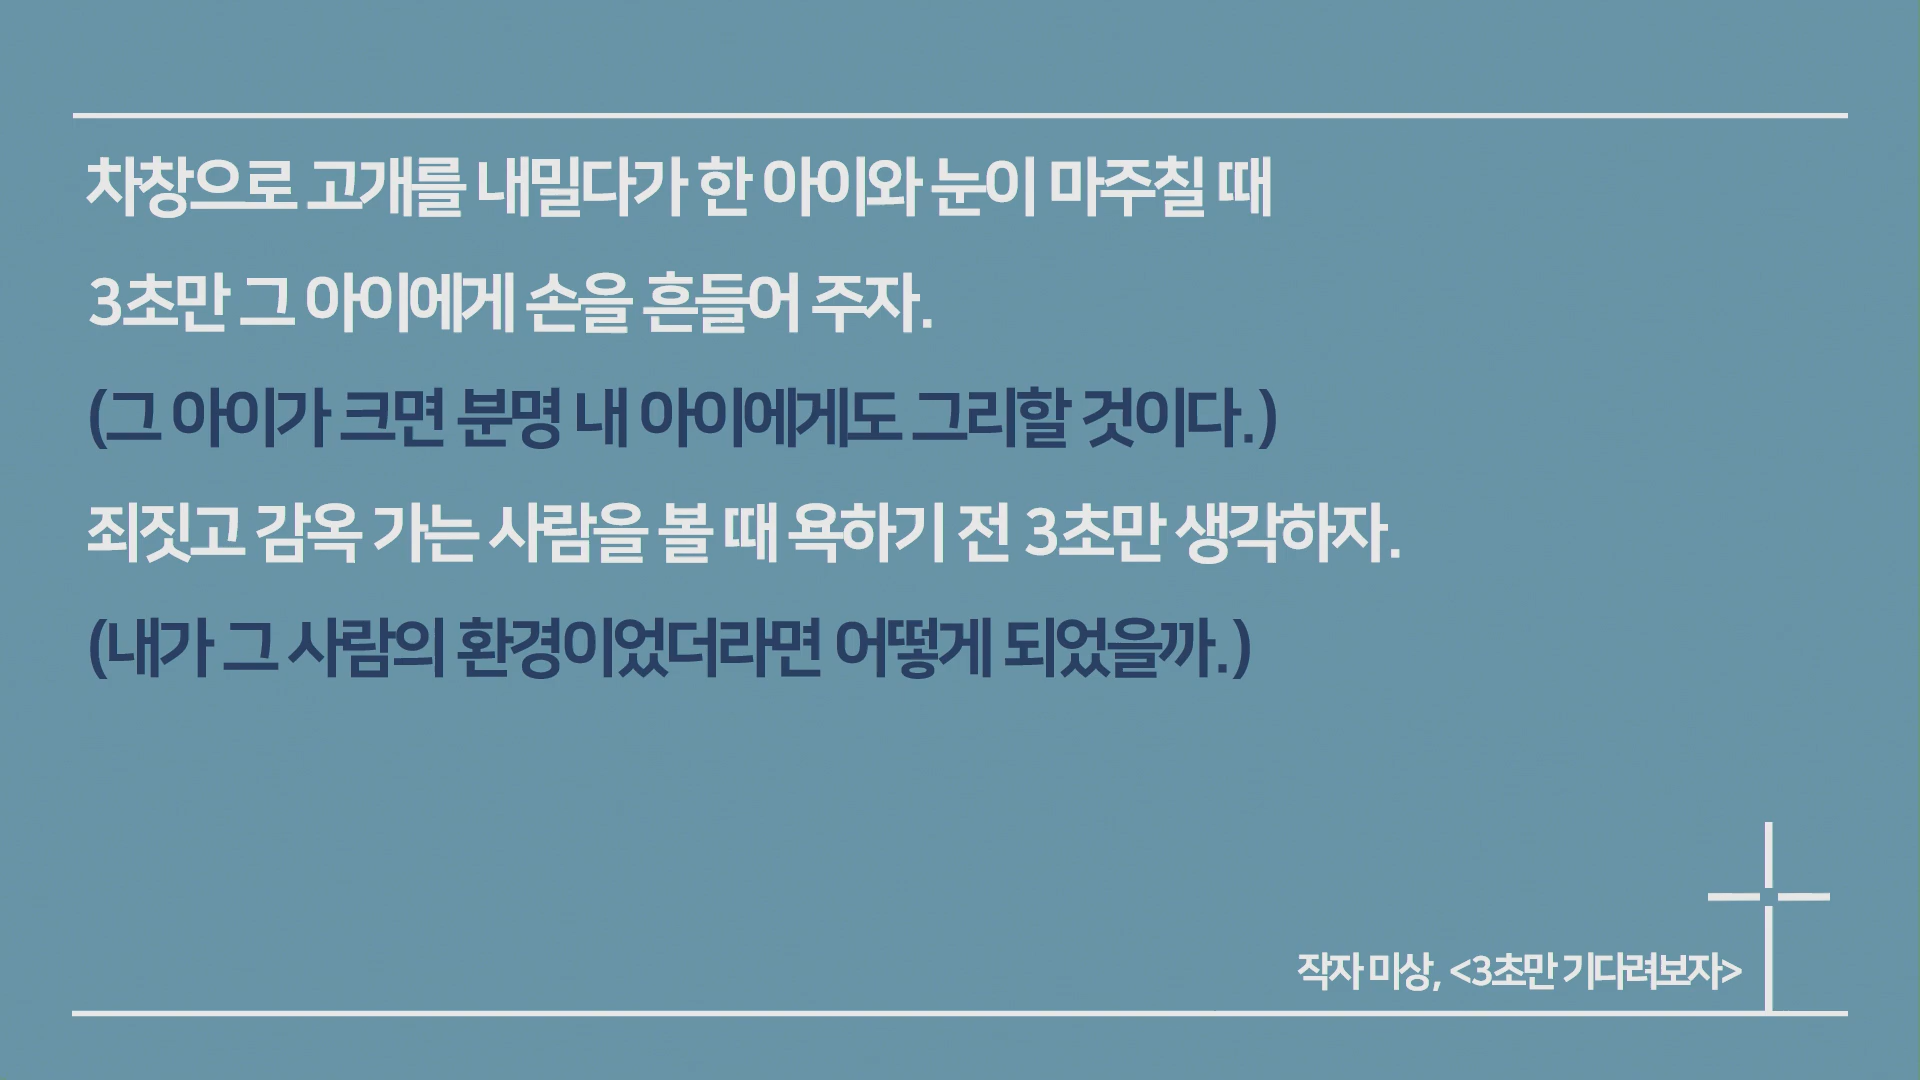 차창으로 고개를 내밀다가 한 아이와 눈이 마주칠 때
3초만 그 아이에게 손을 흔들어 주자.
(그 아이가 크면 분명 내 아이에게도 그리할 것이다.)
죄짓고 감옥 가는 사람을 볼 때 욕하기 전 3초만 생각하자.
(내가 그 사람의 환경이었더라면 어떻게 되었을까.)
작자 미상, <3초만 기다려보자>